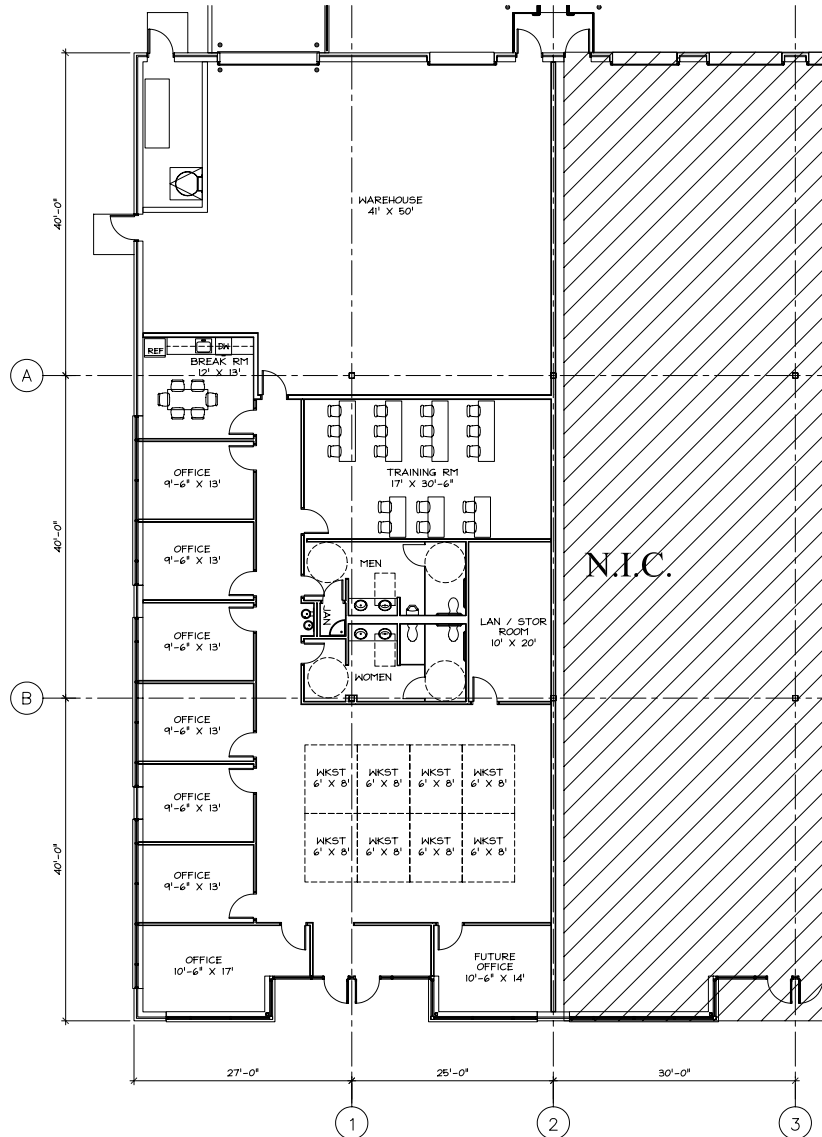 WAREHOUSE
41' X 50'
40'-0"
REF
DW
BREAK RM
12' X 13'
A
TRAINING RM
17' X 30'-6"
OFFICE
9'-6" X 13'
40'-0"
OFFICE
9'-6" X 13'
MEN
N.I.C.
JAN
LAN / STOR
ROOM
10' X 20'
OFFICE
9'-6" X 13'
WOMEN
B
OFFICE
9'-6" X 13'
WKST
6' X 8'
WKST
6' X 8'
WKST
6' X 8'
WKST
6' X 8'
OFFICE
9'-6" X 13'
WKST
6' X 8'
WKST
6' X 8'
WKST
6' X 8'
WKST
6' X 8'
40'-0"
OFFICE
9'-6" X 13'
OFFICE
10'-6" X 17'
FUTURE
OFFICE
10'-6" X 14'
27'-0"
25'-0"
30'-0"
1
2
3